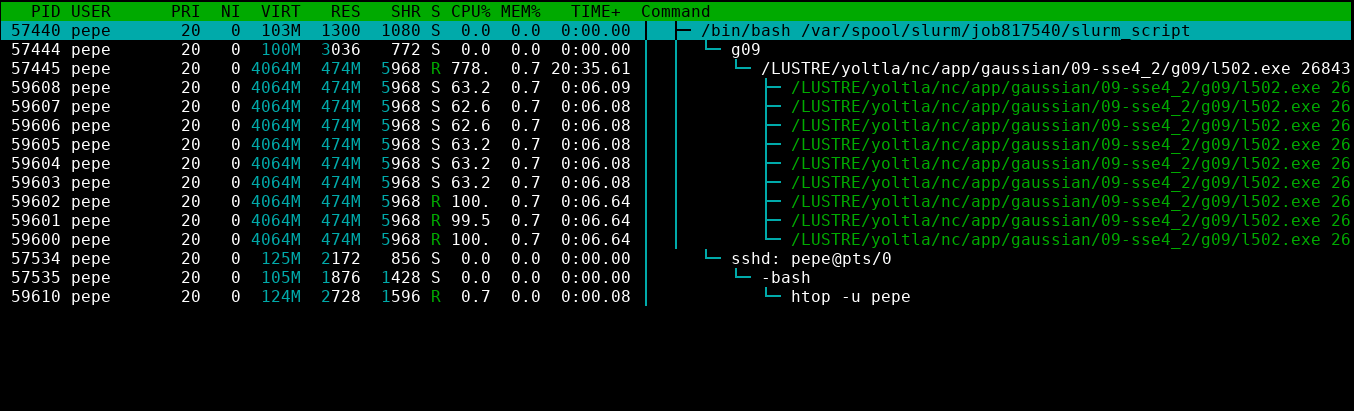 PID USER PRI NI VIRT RES SHR S CPU% MEM% TIME+ Command
57440 pepe 20 0 103M 1300 1080 S 0.0 0.0 0:00.00 /bin/bash /var/spool/slurm/job817540/slurm_script
57444 pepe 20 0 100M 3036 772 S 0.0 0.0 0:00.00 g09
57445 pepe 20 0 4064M 474M 5968 R 778. 0.7 20:35.61 /LUSTRE/yoltla/nc/app/gaussian/09-sse4_2/g09/l502.exe 26843
59608 pepe 20 0 4064M 474M 5968 S 63.2 0.7 0:06.09 /LUSTRE/yoltla/nc/app/gaussian/09-sse4_2/g09/l502.exe 26
59607 pepe 20 0 4064M 474M 5968 S 62.6 0.7 0:06.08 /LUSTRE/yoltla/nc/app/gaussian/09-sse4_2/g09/l502.exe 26
59606 pepe 20 0 4064M 474M 5968 S 62.6 0.7 0:06.08 /LUSTRE/yoltla/nc/app/gaussian/09-sse4_2/g09/l502.exe 26
59605 pepe 20 0 4064M 474M 5968 S 63.2 0.7 0:06.08 /LUSTRE/yoltla/nc/app/gaussian/09-sse4_2/g09/l502.exe 26
59604 pepe 20 0 4064M 474M 5968 S 63.2 0.7 0:06.08 /LUSTRE/yoltla/nc/app/gaussian/09-sse4_2/g09/l502.exe 26
59603 pepe 20 0 4064M 474M 5968 S 63.2 0.7 0:06.08 /LUSTRE/yoltla/nc/app/gaussian/09-sse4_2/g09/l502.exe 26
59602 pepe 20 0 4064M 474M 5968 R 100. 0.7 0:06.64 /LUSTRE/yoltla/nc/app/gaussian/09-sse4_2/g09/l502.exe 26
59601 pepe 20 0 4064M 474M 5968 R 99.5 0.7 0:06.64 /LUSTRE/yoltla/nc/app/gaussian/09-sse4_2/g09/l502.exe 26
59600 pepe 20 0 4064M 474M 5968 R 100. 0.7 0:06.64 /LUSTRE/yoltla/nc/app/gaussian/09-sse4_2/g09/l502.exe 26
57534 pepe 20 0 125M 2172 856 S 0.0 0.0 0:00.00 sshd: pepe@pts/0
57535 pepe 20 0 105M 1876 1428 S 0.0 0.0 0:00.00 -bash
59610 pepe 20 0 124M 2728 1596 R 0.7 0.0 0:00.08 htop -u pepe